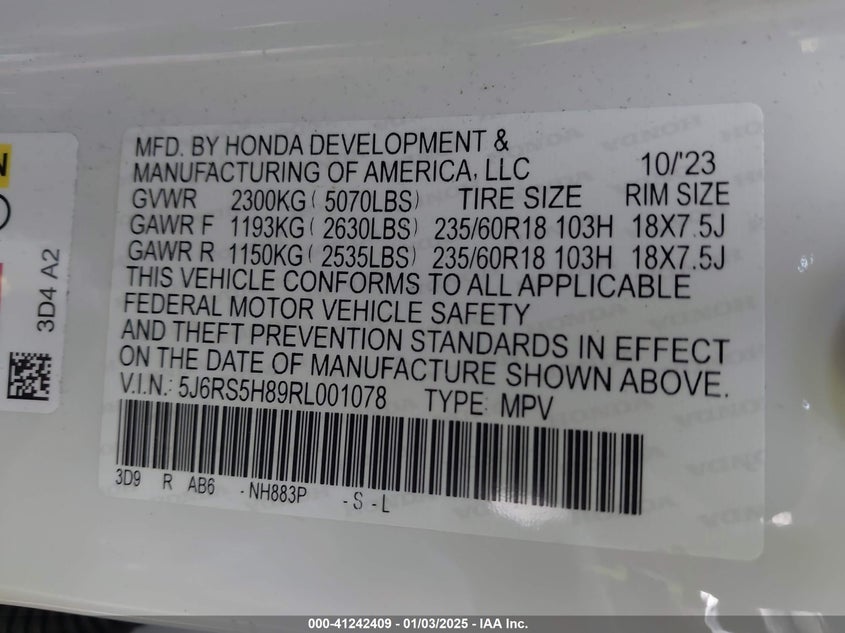 MFD. BY HONDA DEVELOPMENT &
MANUFACTURING OF AMERICA, LLC 10/'23
GVWR 2300KG ( 5070LBS) TIRE SIZE RIM SIZE
GAWR F 1193KG ( 2630LBS) 235/60R18 103H 18X7.5J
GAWR R 1150KG ( 2535LBS) 235/60R18 103H 18X7.5J
THIS VEHICLE CONFORMS TO ALL APPLICABLE
FEDERAL MOTOR VEHICLE SAFETY
AND THEFT PREVENTION STANDARDS IN EFFECT
ON THE DATE OF MANUFACTURE SHOWN ABOVE.
V.I.N.: 5J6RS5H89RL001078 TYPE: MPV
3D9 R AB6 - NH883P - S - L
3D4 A2
000-41242409 - 01/03/2025 - IAA Inc.